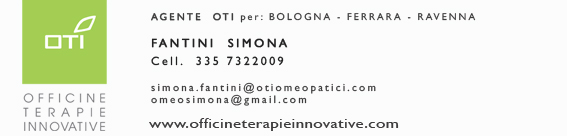 OTI
OFFICINE
TERAPIE
INNOVATIVE
AGENTE OTI per: BOLOGNA - FERRARA - RAVENNA
FANTINI SIMONA
Cell. 335 7322009
simona.fantini@otiomeopatici.com
omeosimona@gmail.com
www.officineterapieinnovative.com